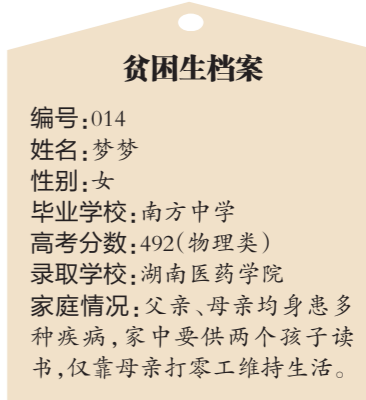 贫困生档案
编号:014
姓名:梦梦
性别:女
毕业学校:南方中学
高考分数:492(物理类)
录取学校:湖南医药学院
家庭情况:父亲、母亲均身患多
种疾病,家中要供两个孩子读
书,仅靠母亲打零工维持生活。